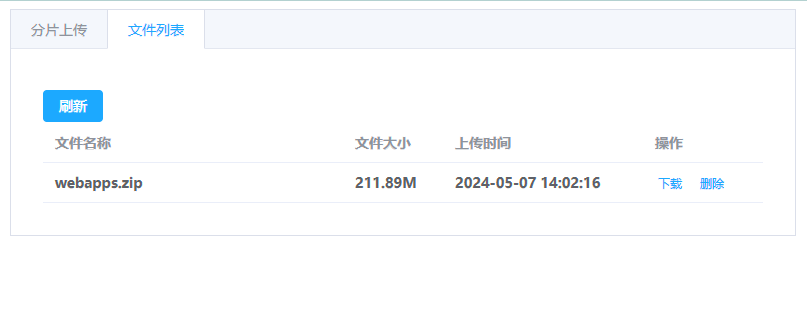 分片上传 文件列表
刷新
文件名称 文件大小 上传时间 操作
webapps.zip 211.89M 2024-05-07 14:02:16 下载 删除